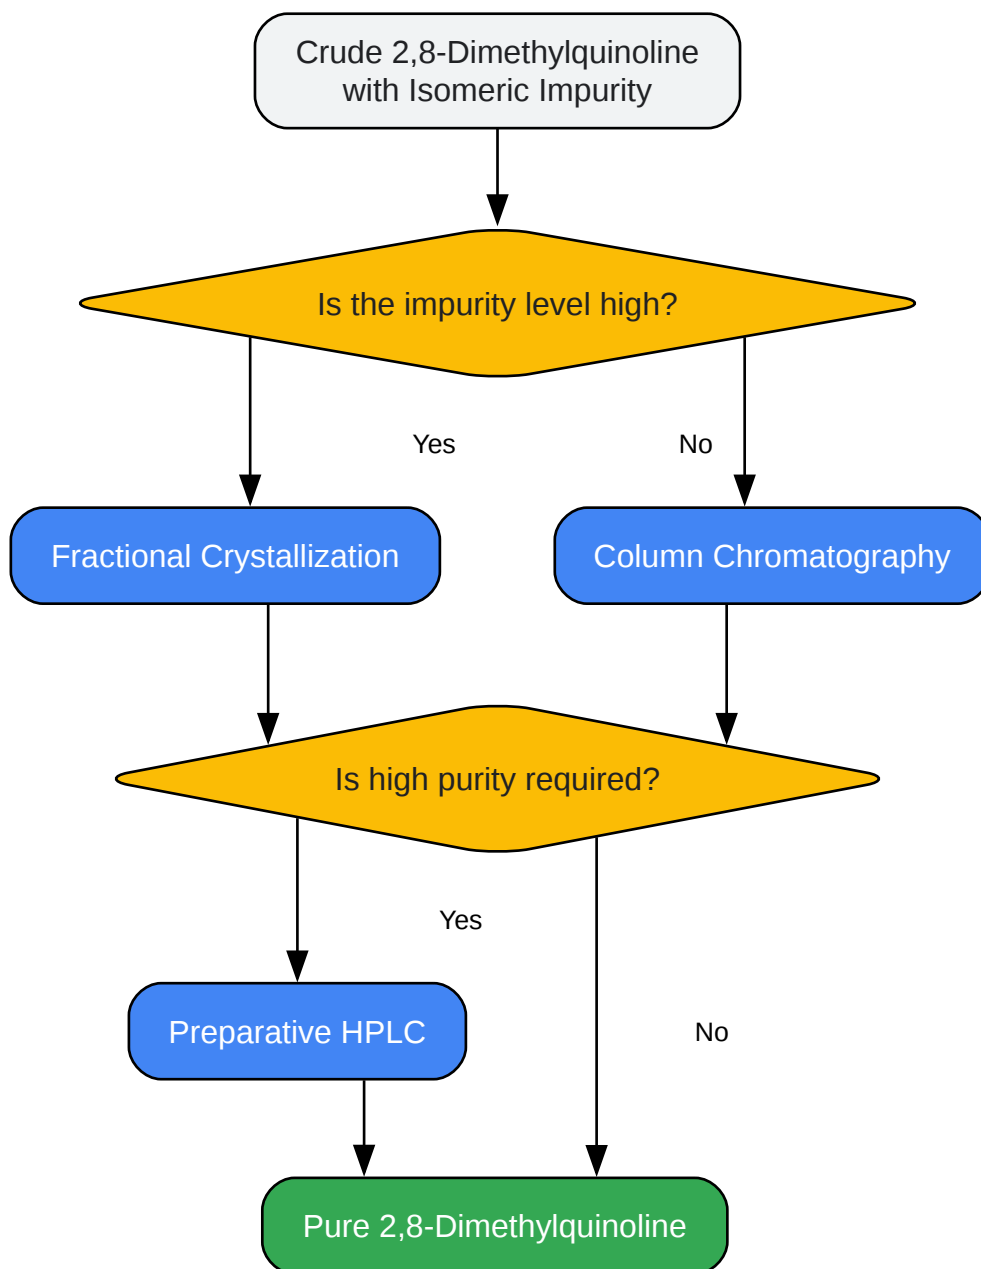 Crude 2,8-Dimethylquinoline
with Isomeric Impurity
Is the impurity level high?
Yes
No
Fractional Crystallization
Column Chromatography
Is high purity required?
Yes
Preparative HPLC
No
Pure 2,8-Dimethylquinoline